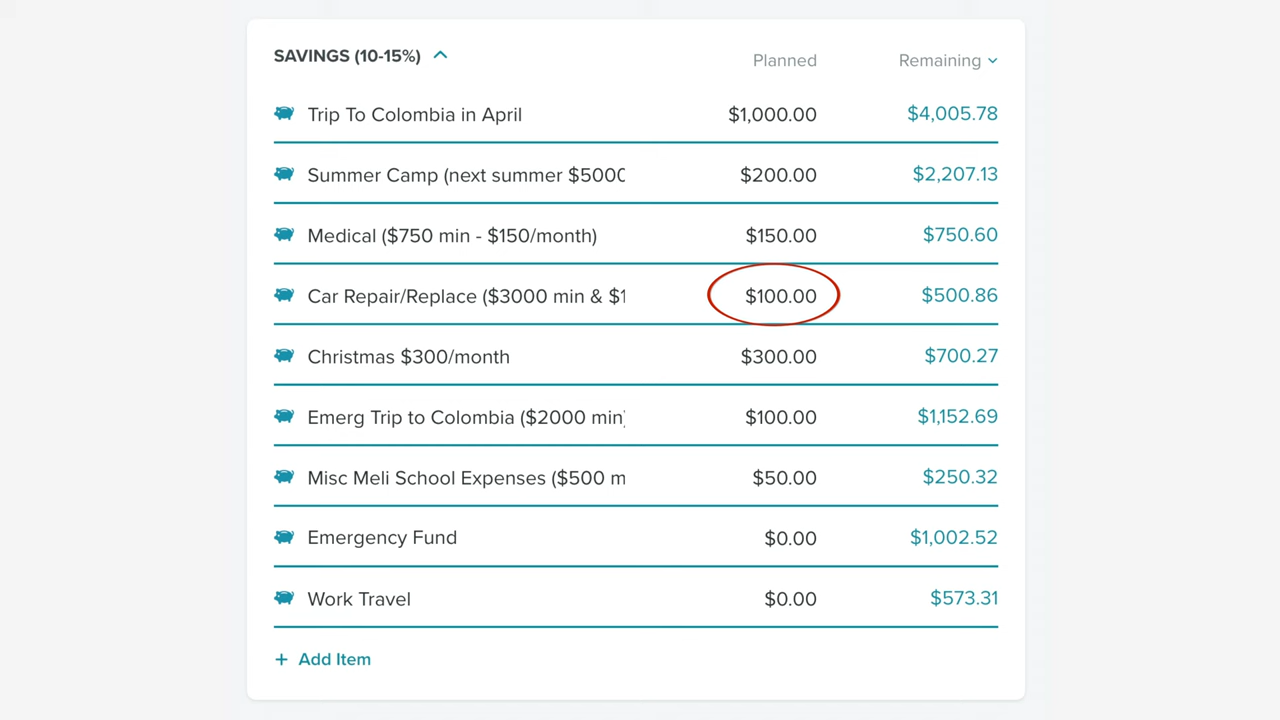 SAVINGS (10-15%) Planned Remaining
Trip To Colombia in April $1,000.00 $4,005.78
Summer Camp (next summer $500 $200.00 $2,207.13
Medical ($750 min - $150/month) $150.00 $750.60
Car Repair/Replace ($3000 min & $1 $100.00 $500.86
Christmas $300/month $300.00 $700.27
Emerg Trip to Colombia ($2000 min) $100.00 $1,152.69
Misc Meli School Expenses ($500 m $50.00 $250.32
Emergency Fund $0.00 $1,002.52
Work Travel $0.00 $573.31
+ Add Item